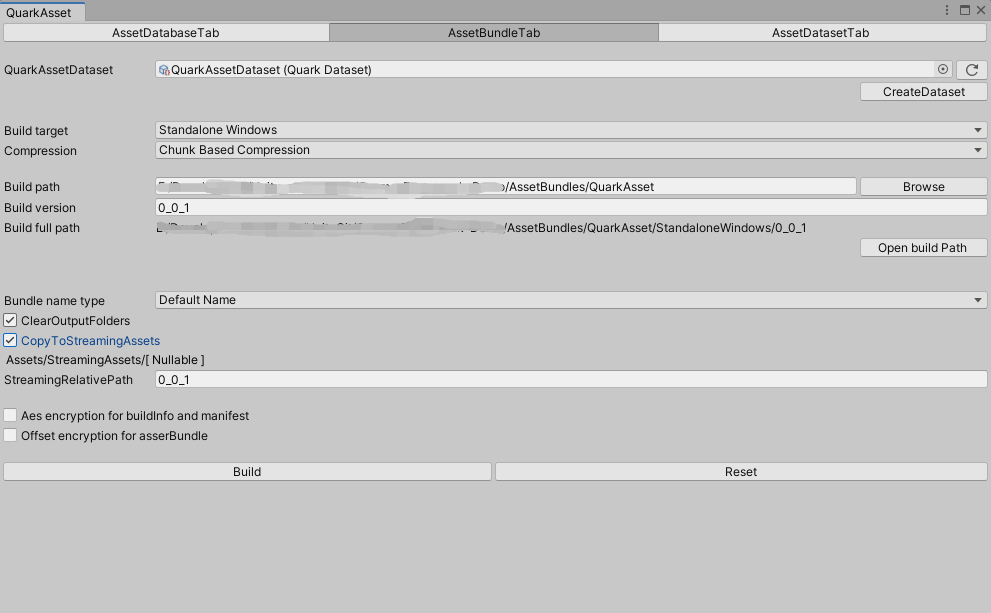 QuarkAsset
AssetDatabaseTab AssetBundleTab AssetDatasetTab
QuarkAssetDataset QuarkAssetDataset (Quark Dataset)
CreateDataset
Build target Standalone Windows
Compression Chunk Based Compression
Build path /AssetBundles/QuarkAsset Browse
Build version 0_0_1
Build full path /AssetBundles/QuarkAsset/StandaloneWindows/0_0_1
Open build Path
Bundle name type Default Name
ClearOutputFolders
CopyToStreamingAssets
Assets/StreamingAssets/[ Nullable ]
StreamingRelativePath 0_0_1
Aes encryption for buildInfo and manifest
Offset encryption for asserBundle
Build Reset